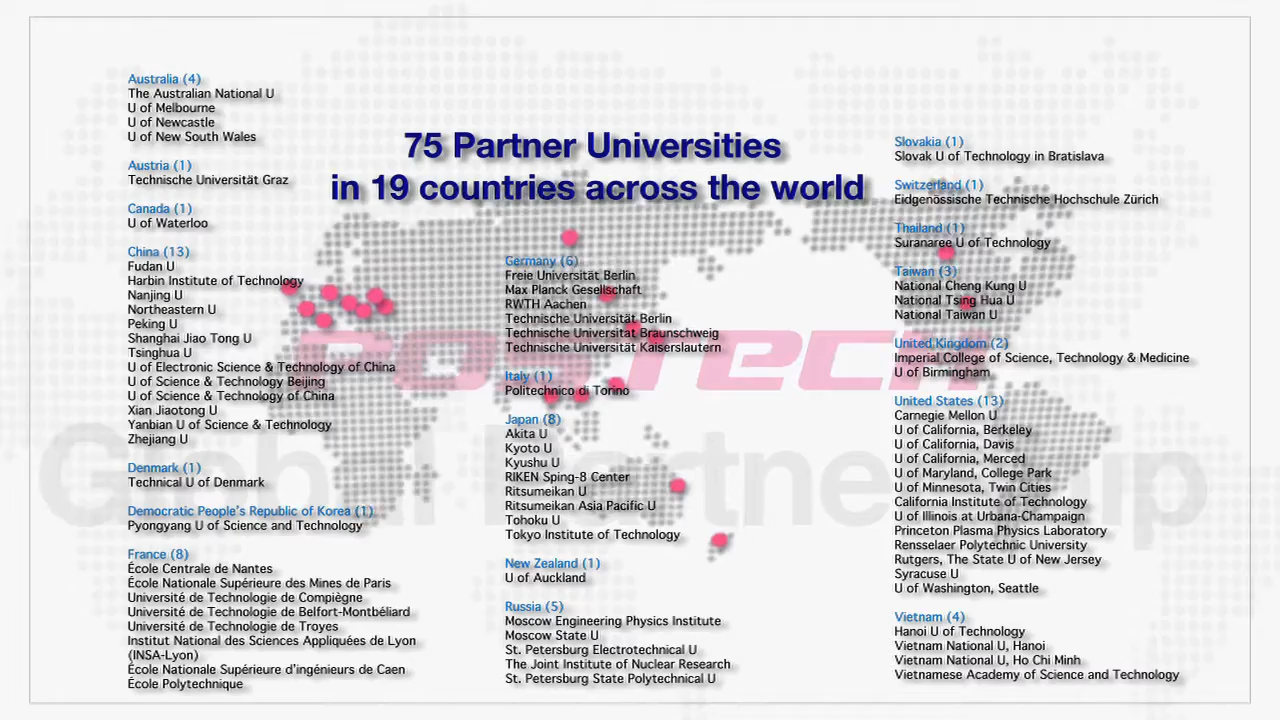 75 Partner Universities
in 19 countries across the world
Australia (4)
The Australian National U
U of Melbourne
U of Newcastle
U of New South Wales
Austria (1)
Technische Universität Graz
Canada (1)
U of Waterloo
China (13)
Fudan U
Harbin Institute of Technology
Nanjing U
Northeastern U
Peking U
Shanghai Jiao Tong U
Tsinghua U
U of Electronic Science & Technology of China
U of Science & Technology Beijing
U of Science & Technology of China
Xian Jiaotong U
Yanbian U of Science & Technology
Zhejiang U
Denmark (1)
Technical U of Denmark
Democratic People's Republic of Korea (1)
Pyongyang U of Science and Technology
France (8)
École Centrale de Nantes
École Nationale Supérieure des Mines de Paris
Université de Technologie de Compiègne
Université de Technologie de Belfort-Montbéliard
Université de Technologie de Troyes
Institut National des Sciences Appliquées de Lyon
(INSA-Lyon)
École Nationale Supérieure d'ingénieurs de Caen
École Polytechnique
Germany (6)
Freie Universität Berlin
Max Planck Gesellschaft
RWTH Aachen
Technische Universität Berlin
Technische Universität Braunschweig
Technische Universität Kaiserslautern
Italy (1)
Politechnico di Torino
Japan (8)
Akita U
Kyoto U
Kyushu U
RIKEN Sping-8 Center
Ritsumeikan U
Ritsumeikan Asia Pacific U
Tohoku U
Tokyo Institute of Technology
New Zealand (1)
U of Auckland
Russia (5)
Moscow Engineering Physics Institute
Moscow State U
St. Petersburg Electrotechnical U
The Joint Institute of Nuclear Research
St. Petersburg State Polytechnical U
Slovakia (1)
Slovak U of Technology in Bratislava
Switzerland (1)
Eidgenössische Technische Hochschule Zürich
Thailand (1)
Suranaree U of Technology
Taiwan (3)
National Cheng Kung U
National Tsing Hua U
National Taiwan U
United Kingdom (2)
Imperial College of Science, Technology & Medicine
U of Birmingham
United States (13)
Carnegie Mellon U
U of California, Berkeley
U of California, Davis
U of California, Merced
U of Maryland, College Park
U of Minnesota, Twin Cities
California Institute of Technology
U of Illinois at Urbana-Champaign
Princeton Plasma Physics Laboratory
Rensselaer Polytechnic University
Rutgers, The State U of New Jersey
Syracuse U
U of Washington, Seattle
Vietnam (4)
Hanoi U of Technology
Vietnam National U, Hanoi
Vietnam National U, Ho Chi Minh
Vietnamese Academy of Science and Technology
POSTECH
Global Partnership